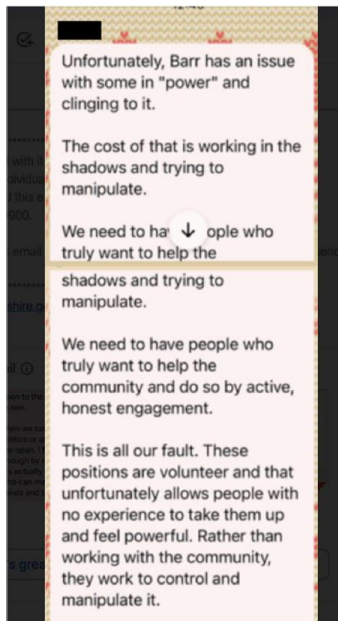 Unfortunately, Barr has an issue
with some in "power" and
clinging to it.
The cost of that is working in the
shadows and trying to
manipulate.
We need to ha ople who
truly want to help the
shadows and trying to
manipulate.
We need to have people who
truly want to help the
community and do so by active,
honest engagement.
This is all our fault. These
positions are volunteer and that
unfortunately allows people with
no experience to take them up
and feel powerful. Rather than
working with the community,
they work to control and
manipulate it.